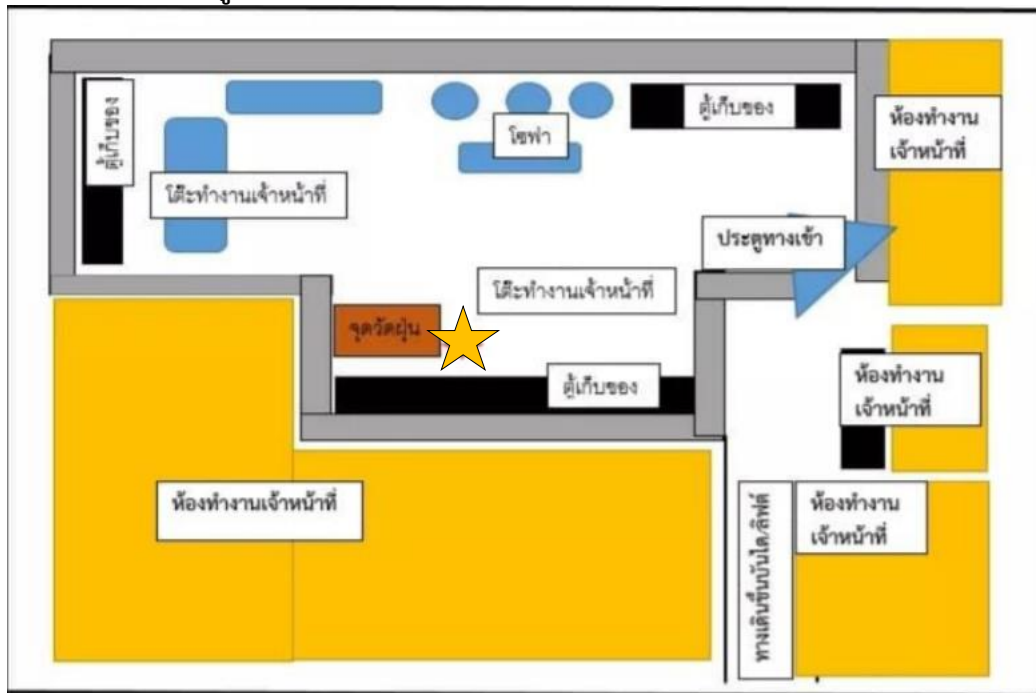 ตู้เก็บของ
ตู้เก็บของ
ห้องทำงาน
เจ้าหน้าที่
โซฟา
โต๊ะทำงานเจ้าหน้าที่
ประตูทางเข้า
โต๊ะทำงานเจ้าหน้าที่
จุดวัดฝุ่น
ตู้เก็บของ
ห้องทำงาน
เจ้าหน้าที่
ห้องทำงานเจ้าหน้าที่
ทางเดินขึ้นบันได/ลิฟต์
ห้องทำงาน
เจ้าหน้าที่